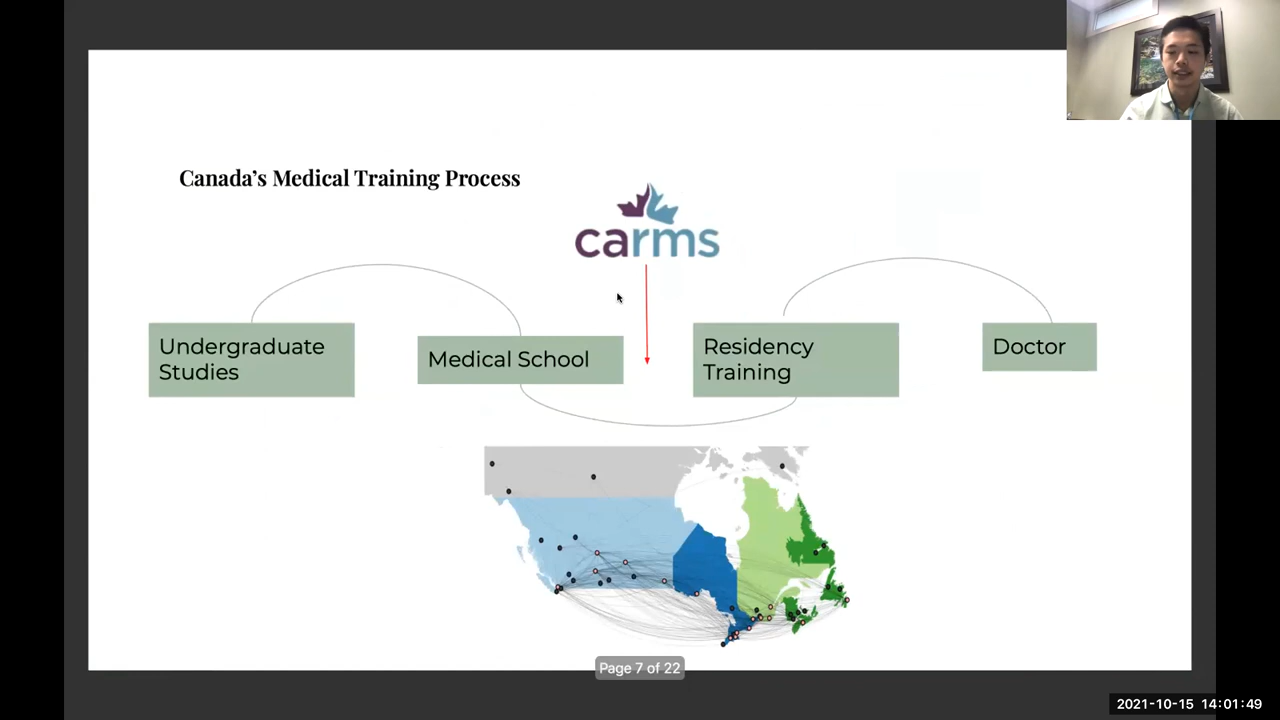 Canada's Medical Training Process
carms
Undergraduate
Studies
Medical School
Residency
Training
Doctor
Page 7 of 22
2021-10-15 14:01:49